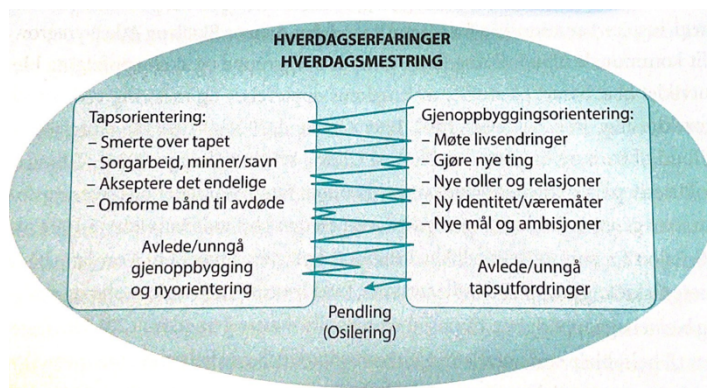 HVERDAGSERFARINGER
HVERDAGSMESTRING
Tapsorientering:
– Smerte over tapet
– Sorgarbeid, minner/savn
– Akseptere det endelige
– Omforme bånd til avdøde
Avlede/unngå
gjenoppbygging
og nyorientering
Gjenoppbyggingsorientering:
– Møte livsendringer
– Gjøre nye ting
– Nye roller og relasjoner
– Ny identitet/væremåter
– Nye mål og ambisjoner
Avlede/unngå
tapsutfordringer
Pendling
(Osilering)